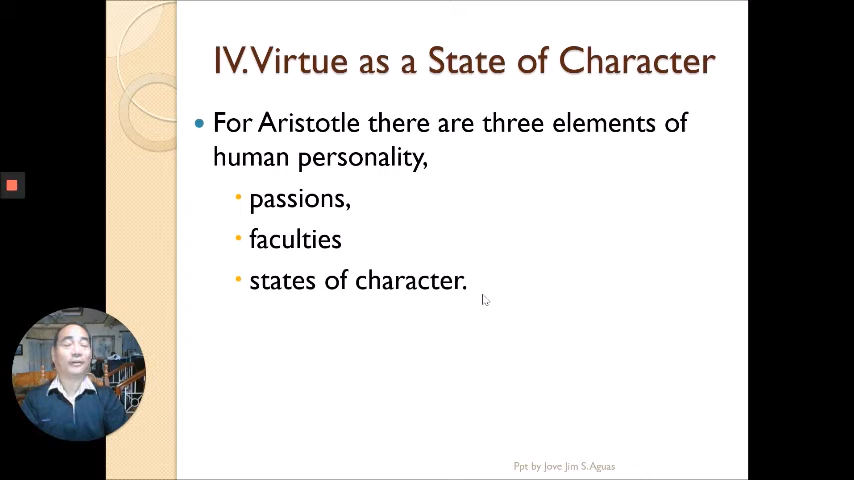 IV. Virtue as a State of Character
For Aristotle there are three elements of
human personality,
passions,
faculties
states of character.
Ppt by Jove Jim S. Aguas